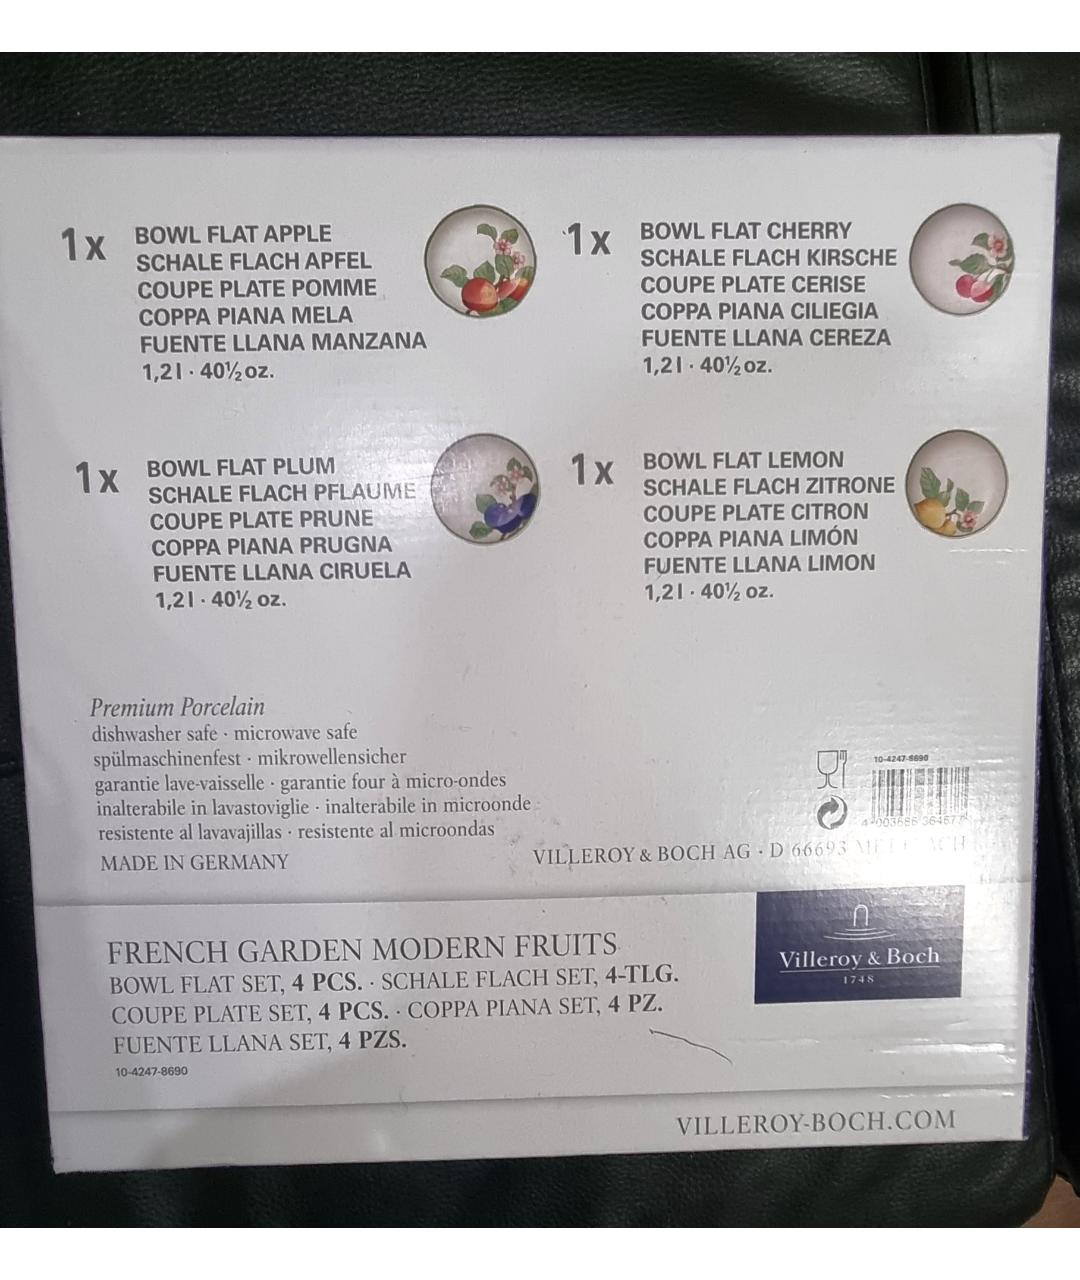 1x
BOWL FLAT APPLE
SCHALE FLACH APFEL
COUPE PLATE POMME
COPPA PIANA MELA
FUENTE LLANA MANZANA
1,2 l · 40½ oz.
1x
BOWL FLAT CHERRY
SCHALE FLACH KIRSCHE
COUPE PLATE CERISE
COPPA PIANA CILIEGIA
FUENTE LLANA CEREZA
1,2 l · 40½ oz.
1x
BOWL FLAT PLUM
SCHALE FLACH PFLAUME
COUPE PLATE PRUNE
COPPA PIANA PRUGNA
FUENTE LLANA CIRUELA
1,2 l · 40½ oz.
1x
BOWL FLAT LEMON
SCHALE FLACH ZITRONE
COUPE PLATE CITRON
COPPA PIANA LIMÓN
FUENTE LLANA LIMON
1,2 l · 40½ oz.
Premium Porcelain
dishwasher safe · microwave safe
spülmaschinenfest · mikrowellensicher
garantie lave-vaisselle · garantie four à micro-ondes
inalterabile in lavastoviglie · inalterabile in microonde
resistente al lavavajillas · resistente al microondas
MADE IN GERMANY
10-4247-8690
VILLEROY & BOCH AG · D 66693
FRENCH GARDEN MODERN FRUITS
BOWL FLAT SET, 4 PCS. · SCHALE FLACH SET, 4-TLG.
COUPE PLATE SET, 4 PCS. · COPPA PIANA SET, 4 PZ.
FUENTE LLANA SET, 4 PZS.
10-4247-8690
Villeroy & Boch
1748
VILLEROY-BOCH.COM